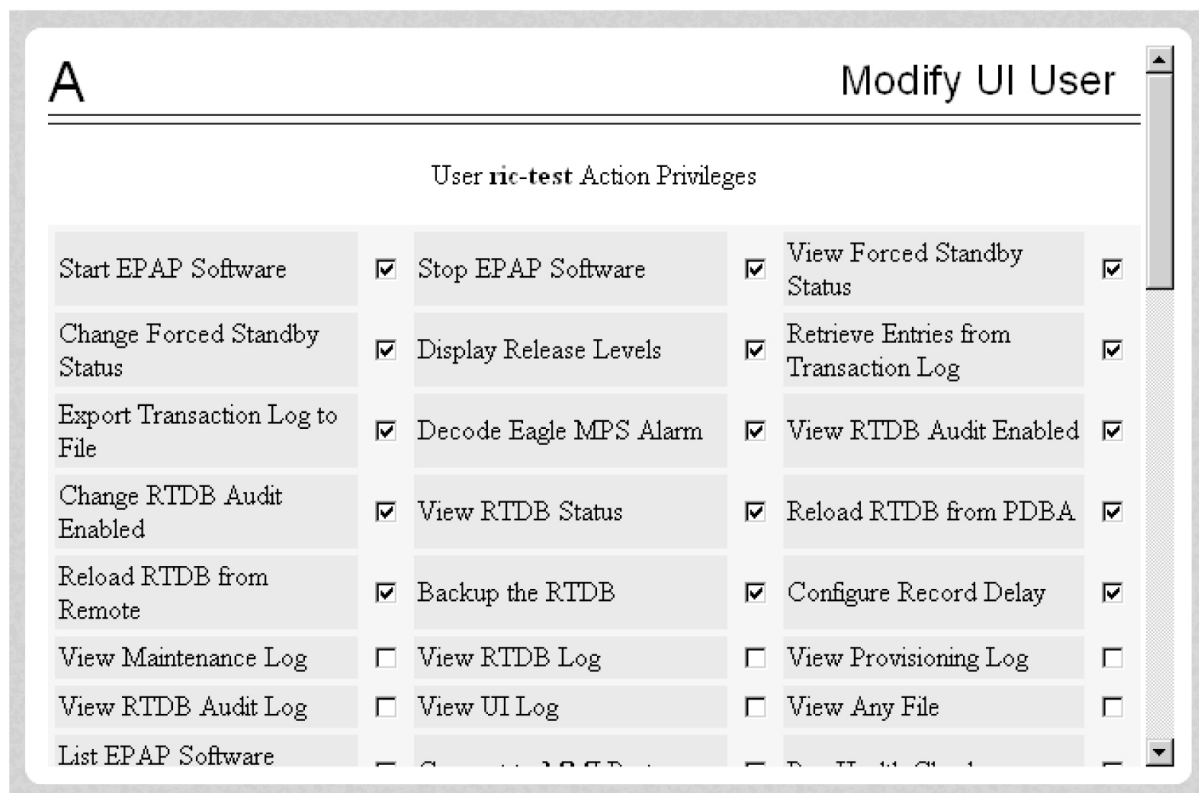 A
Modify UI User
User ric-test Action Privileges
Start EPAP Software
Stop EPAP Software
View Forced Standby
Status
Change Forced Standby
Status
Display Release Levels
Retrieve Entries from
Transaction Log
Export Transaction Log to
File
Decode Eagle MPS Alarm
View RTDB Audit Enabled
Change RTDB Audit
Enabled
View RTDB Status
Reload RTDB from PDBA
Reload RTDB from
Remote
Backup the RTDB
Configure Record Delay
View Maintenance Log
View RTDB Log
View Provisioning Log
View RTDB Audit Log
View UI Log
View Any File
List EPAP Software